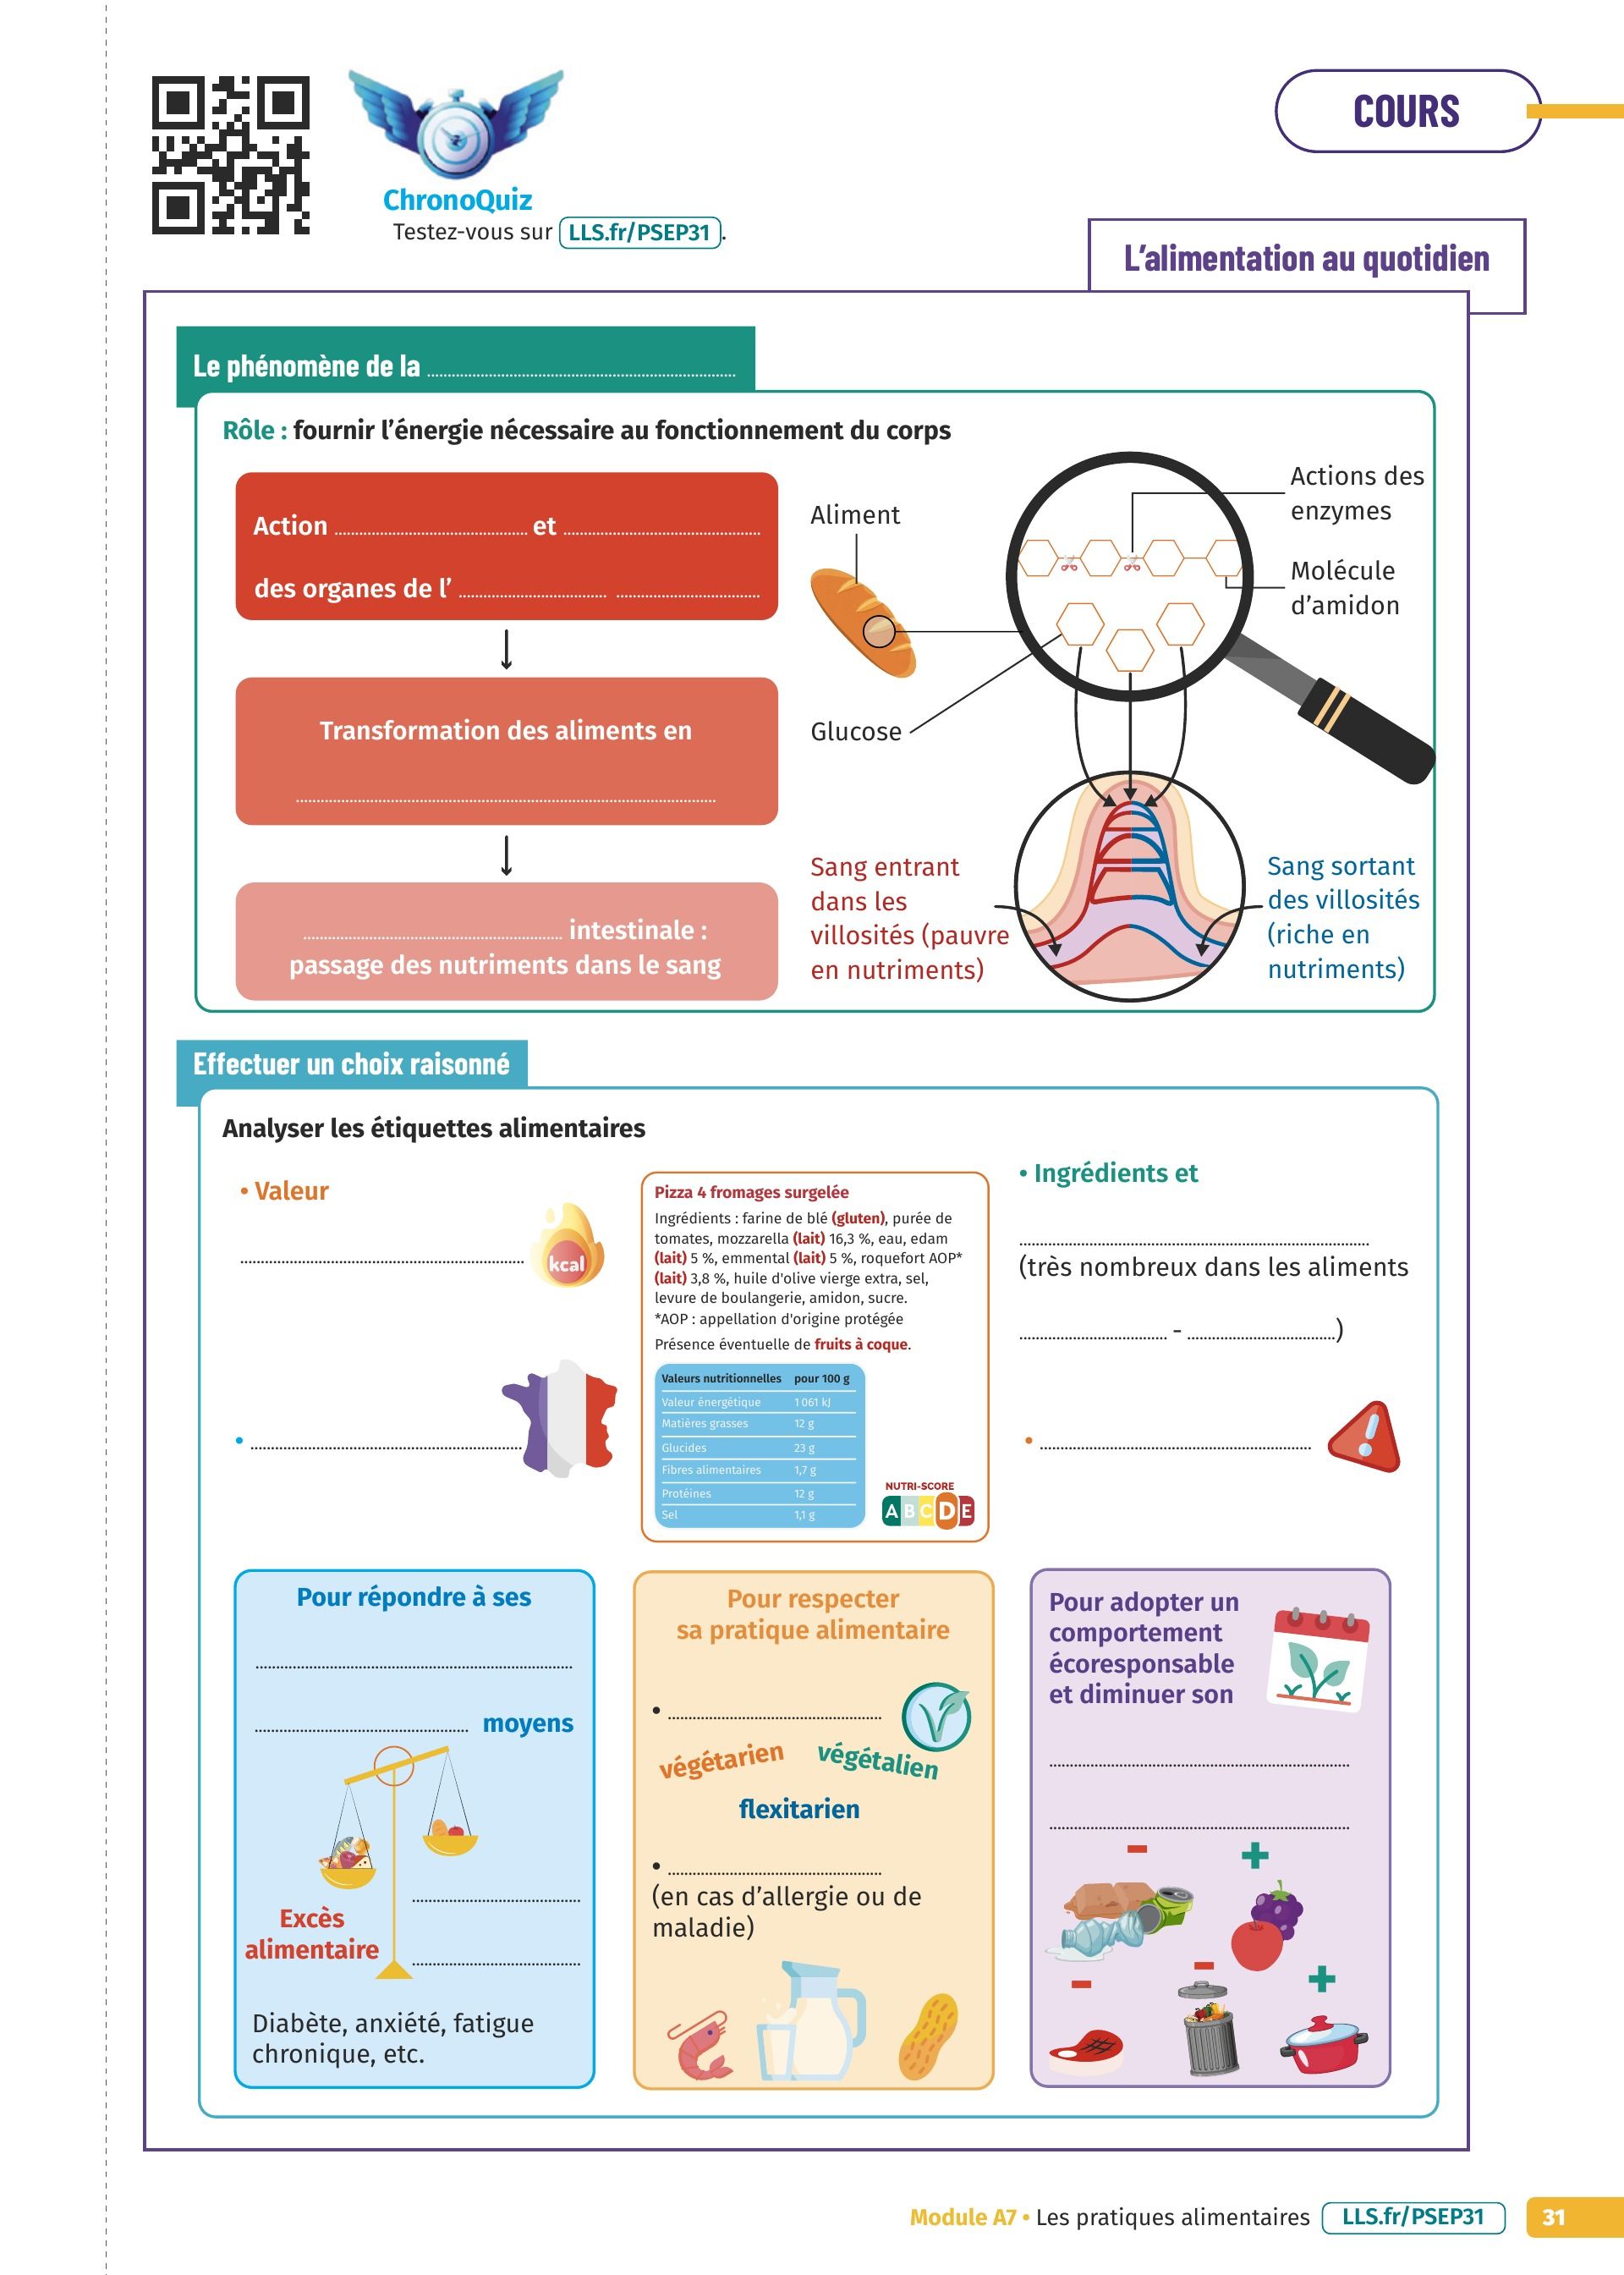 COURS
ChronoQuiz
Testez-vous sur LLS.fr/PSEP31.
L'alimentation au quotidien
Le phénomène de la ........................
Rôle : fournir l'énergie nécessaire au fonctionnement du corps
Action ........................ et ........................
des organes de l' ........................ ........................
Transformation des aliments en
........................
........................ intestinale :
passage des nutriments dans le sang
Aliment
Actions des
enzymes
Molécule
d'amidon
Glucose
Sang entrant
dans les
villosités (pauvre
en nutriments)
Sang sortant
des villosités
(riche en
nutriments)
Effectuer un choix raisonné
Analyser les étiquettes alimentaires
• Valeur
........................
kcal
• ........................
Pizza 4 fromages surgelée
Ingrédients : farine de blé (gluten), purée de
tomates, mozzarella (lait) 16,3 %, eau, edam
(lait) 5 %, emmental (lait) 5 %, roquefort AOP*
(lait) 3,8 %, huile d'olive vierge extra, sel,
levure de boulangerie, amidon, sucre.
*AOP : appellation d'origine protégée
Présence éventuelle de fruits à coque.
Valeurs nutritionnelles pour 100 g
Valeur énergétique 1 061 kJ
Matières grasses 12 g
Glucides 23 g
Fibres alimentaires 1,7 g
Protéines 12 g
Sel 1,1 g
NUTRI-SCORE
A B C D E
• Ingrédients et
........................
(très nombreux dans les aliments
........................ - ........................)
• ........................
Pour répondre à ses
........................
........................ moyens
Excès
alimentaire
........................
........................
Diabète, anxiété, fatigue
chronique, etc.
Pour respecter
sa pratique alimentaire
• ........................
végétarien végétalien
flexitarien
• ........................
(en cas d'allergie ou de
maladie)
Pour adopter un
comportement
écoresponsable
et diminuer son
........................
........................
- +
- - +
Module A7 • Les pratiques alimentaires LLS.fr/PSEP31 31